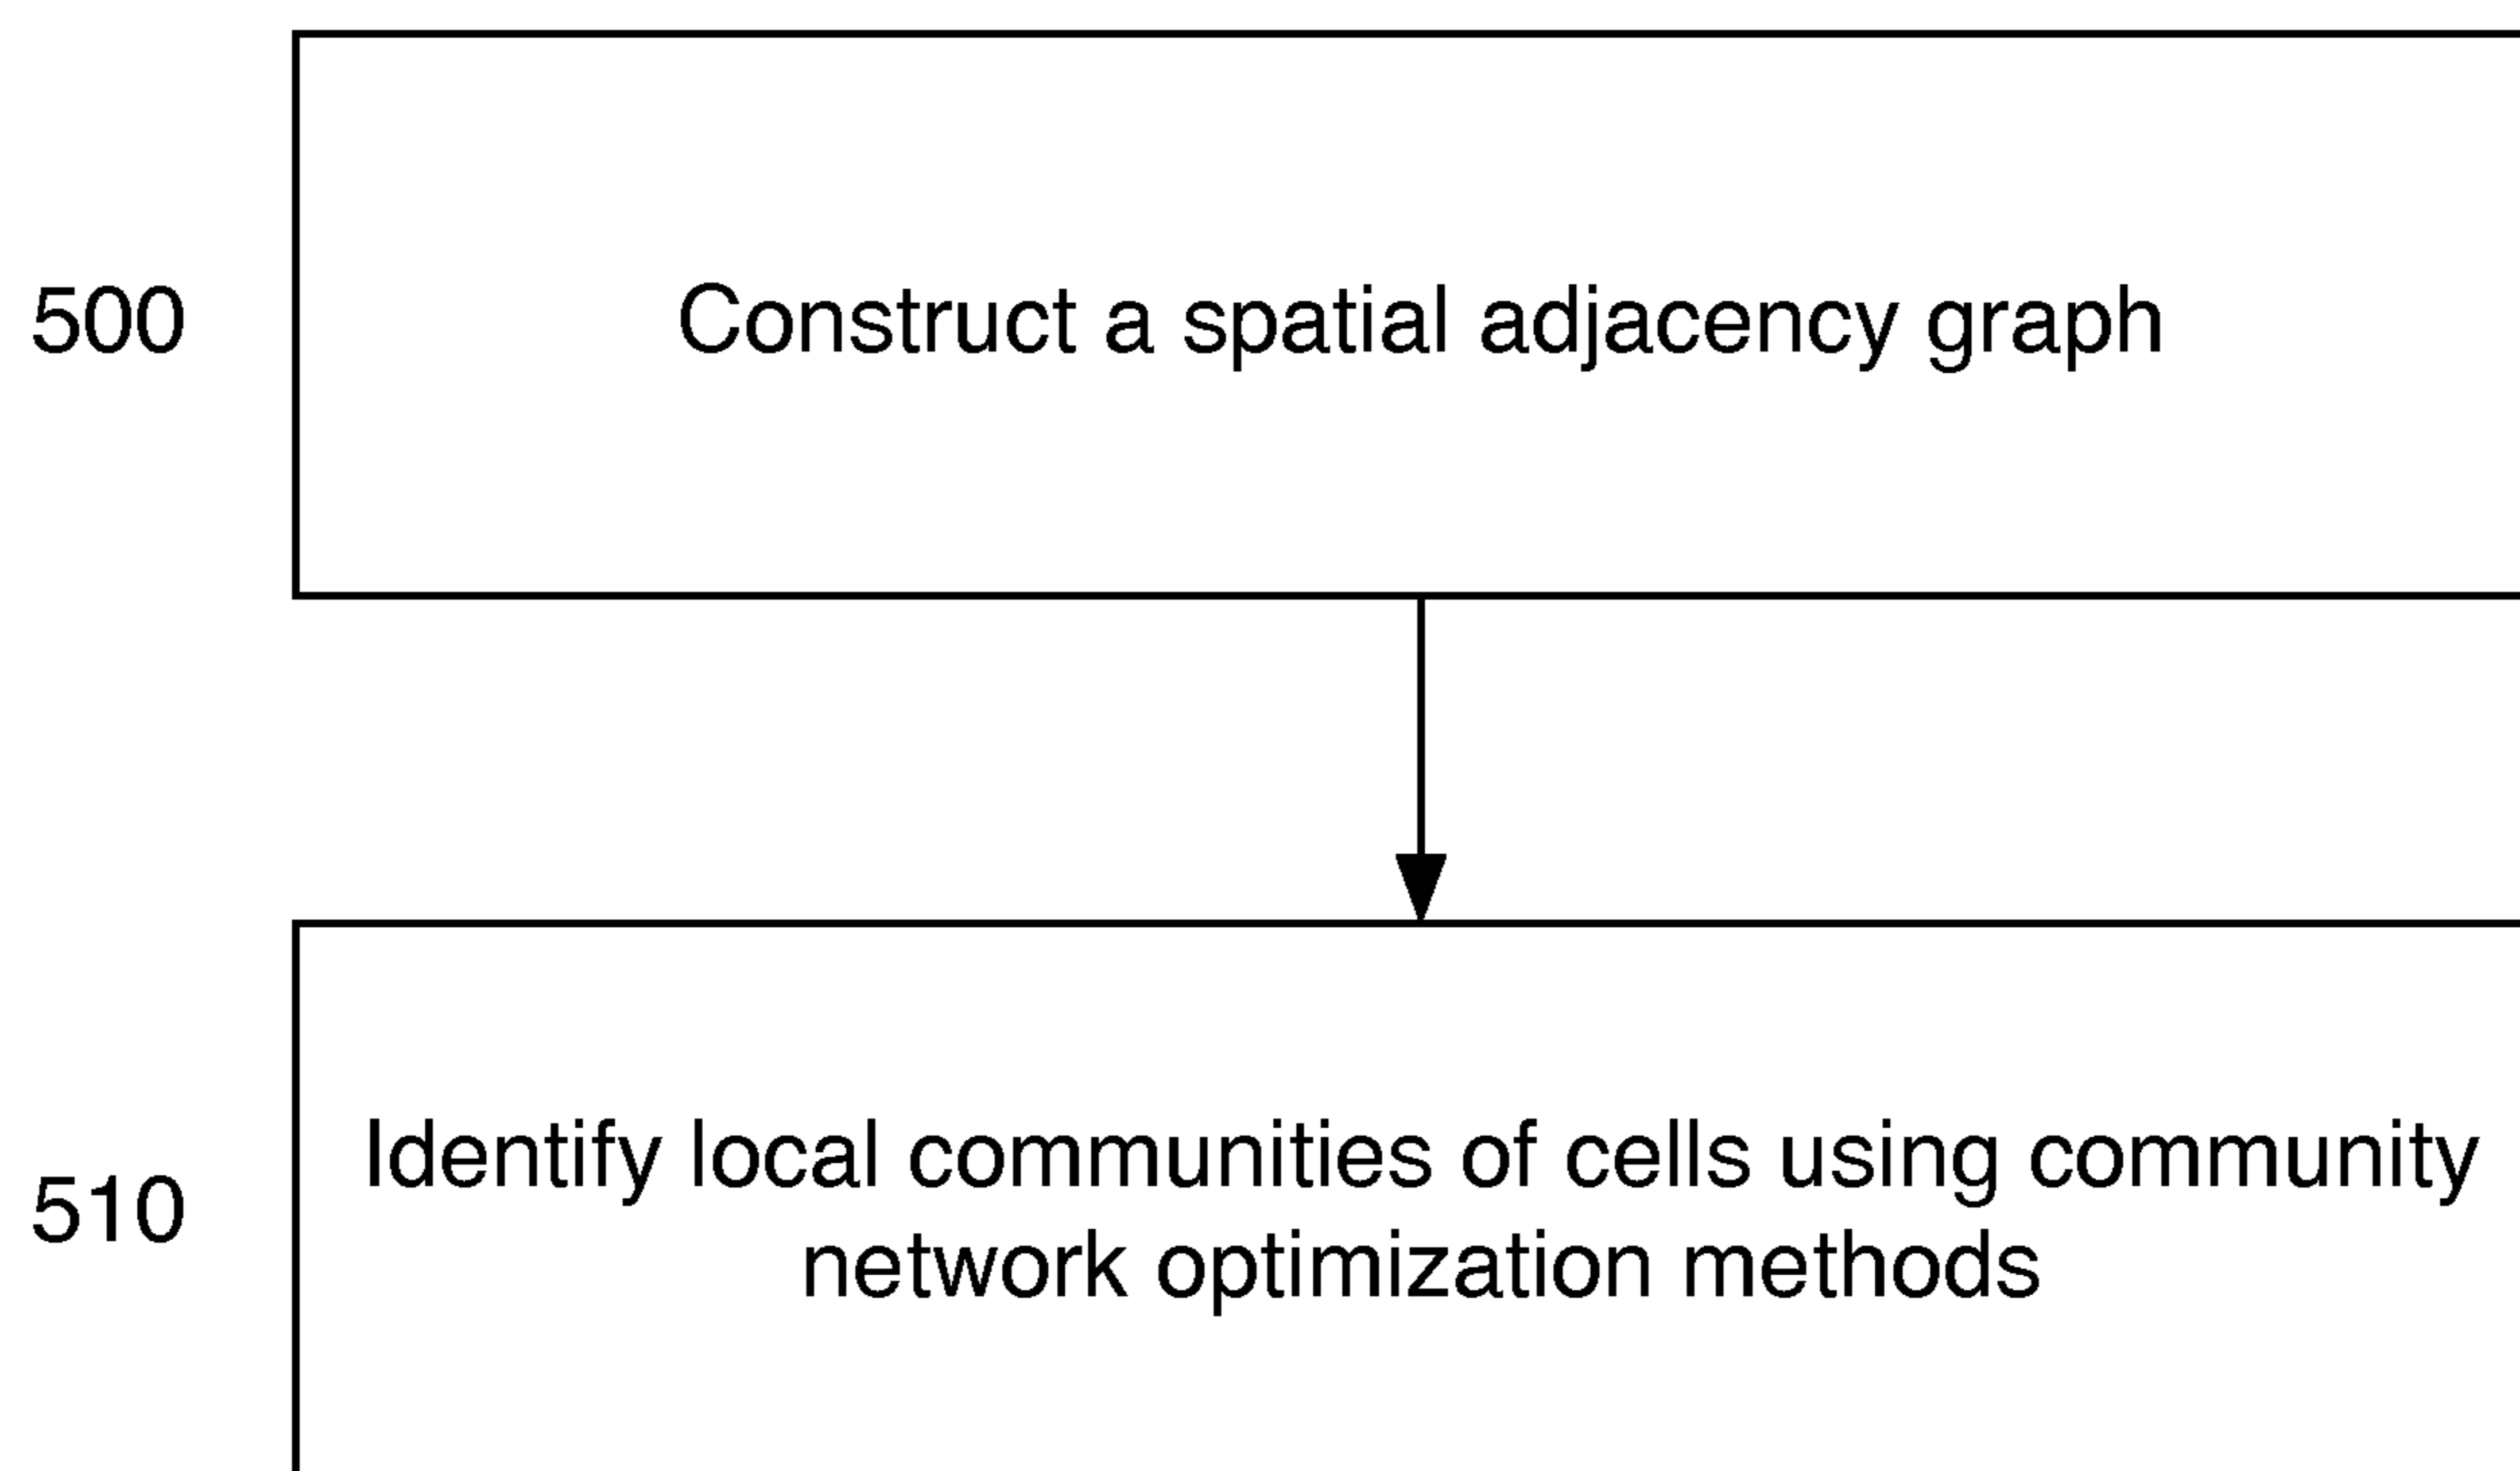 500
Construct a spatial adjacency graph
510
Identify local communities of cells using community
network optimization methods